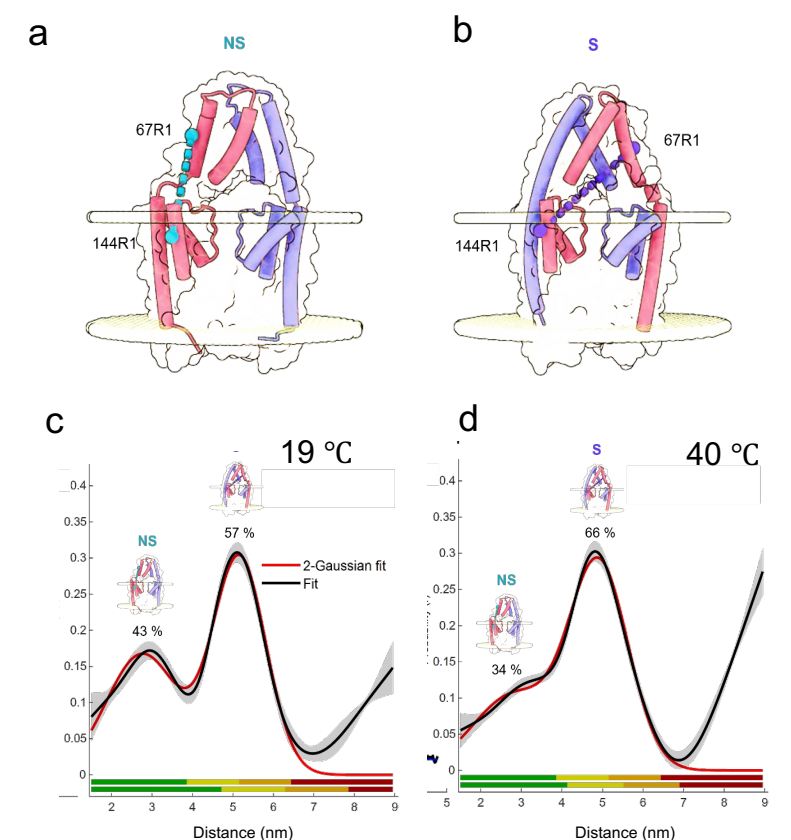 a
NS
67R1
144R1
b
S
67R1
144R1
c
19 °C
NS
43 %
57 %
2-Gaussian fit
Fit
0.4
0.35
0.3
0.25
0.2
0.15
0.1
0.05
0
2 3 4 5 6 7 8 9
Distance (nm)
d
S
40 °C
66 %
NS
34 %
0.4
0.35
0.3
0.25
0.2
0.15
0.1
0.05
0
5 2 3 4 5 6 7 8 9
Distance (nm)